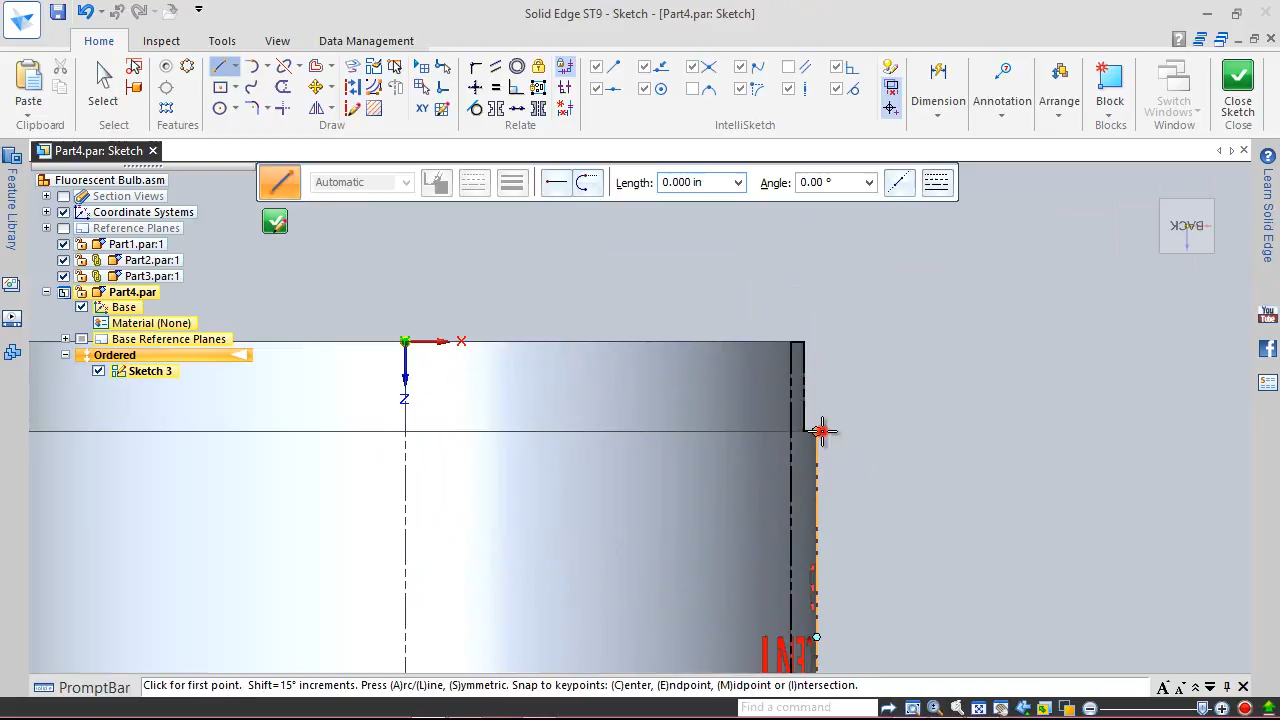 Solid Edge ST9 - Sketch - [Part4.par: Sketch]
Home Inspect Tools View Data Management
Paste Select Dimension Annotation Arrange Block Switch Windows Close Sketch
Clipboard Select Features Draw Relate IntelliSketch Blocks Window Close
Part4.par: Sketch
Fluorescent Bulb.asm
Automatic Length: 0.000 in Angle: 0.00 °
Section Views
Coordinate Systems
Reference Planes
Part1.par:1
Part2.par:1
Part3.par:1
Part4.par
Base
Material (None)
Base Reference Planes
Ordered
Sketch 3
Feature Library
Learn Solid Edge
You Tube
BACK
X
Z
XY
PromptBar Click for first point. Shift=15° increments. Press (A)rc/(L)ine, (S)ymmetric. Snap to keypoints: (C)enter, (E)ndpoint, (M)idpoint or (I)ntersection.
Find a command